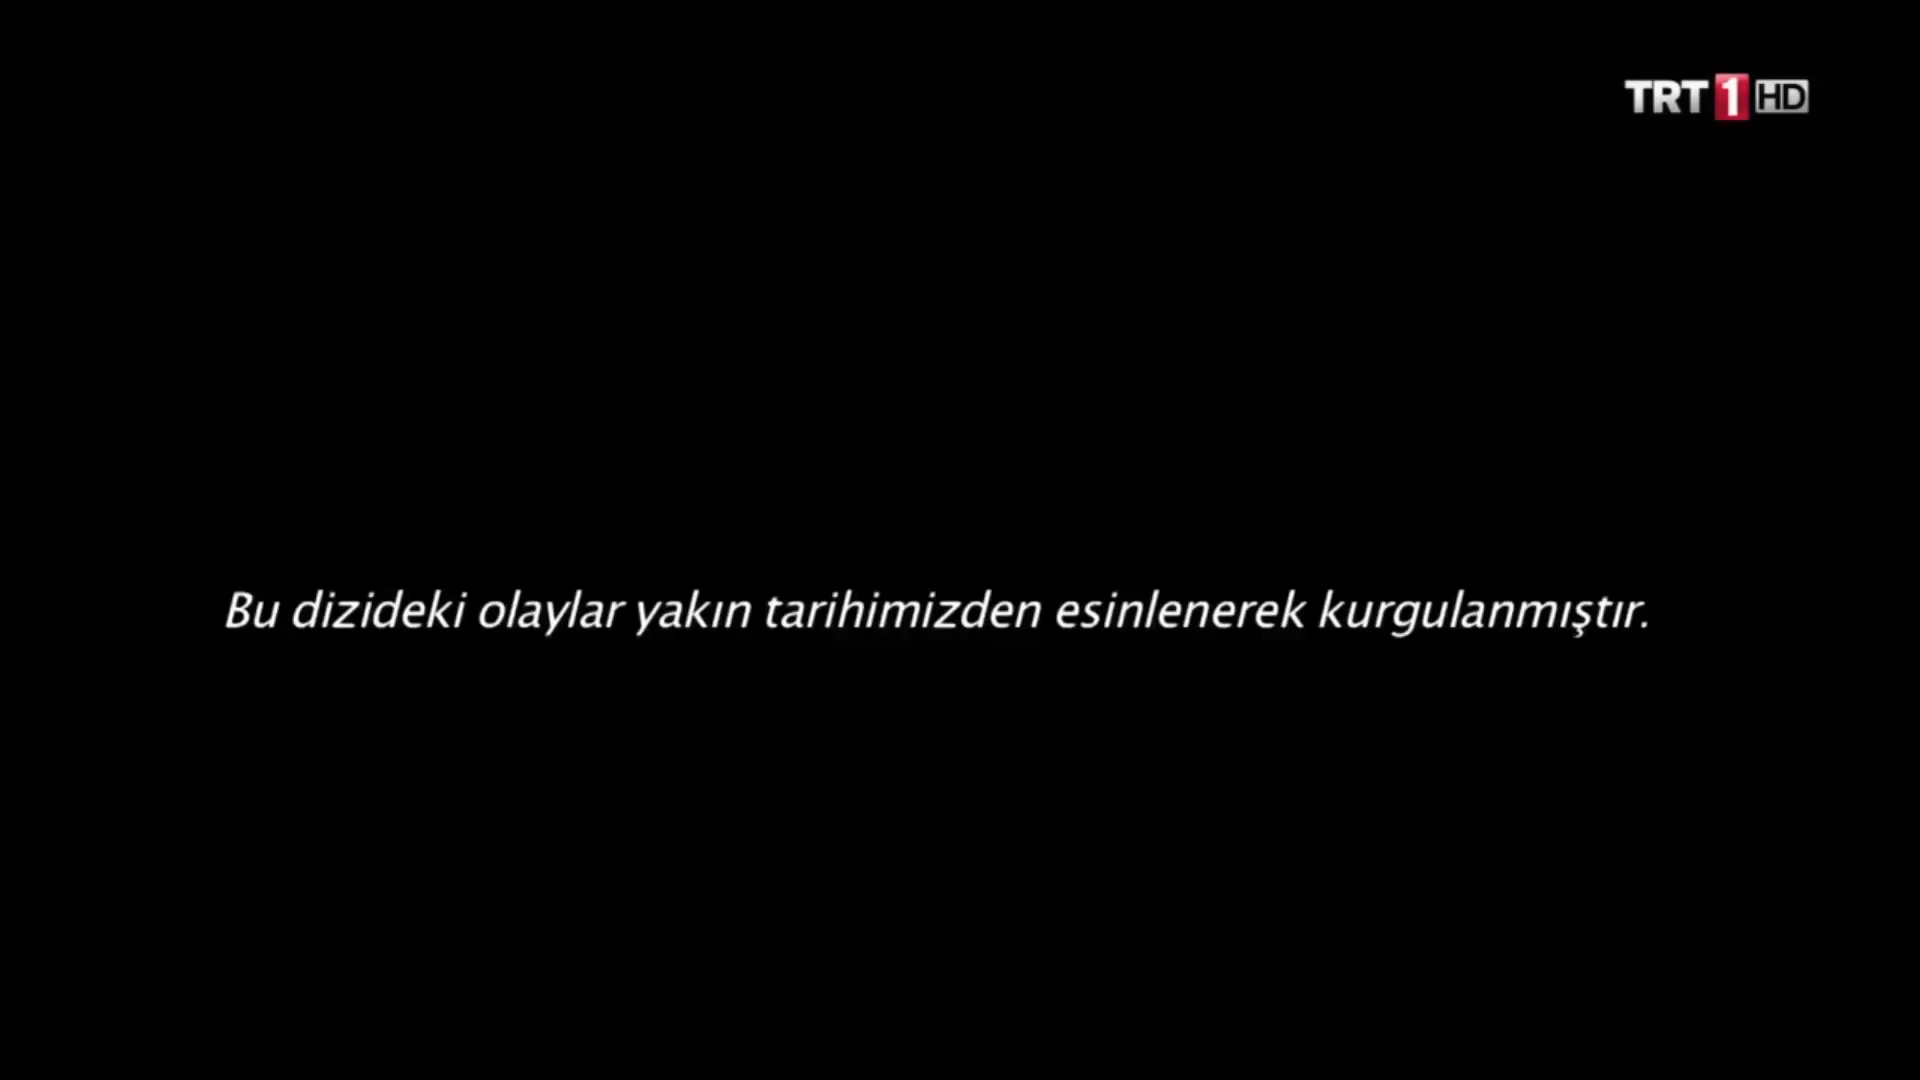 TRT 1 HD
Bu dizideki olaylar yakın tarihimizden esinlenerek kurgulanmıştır.